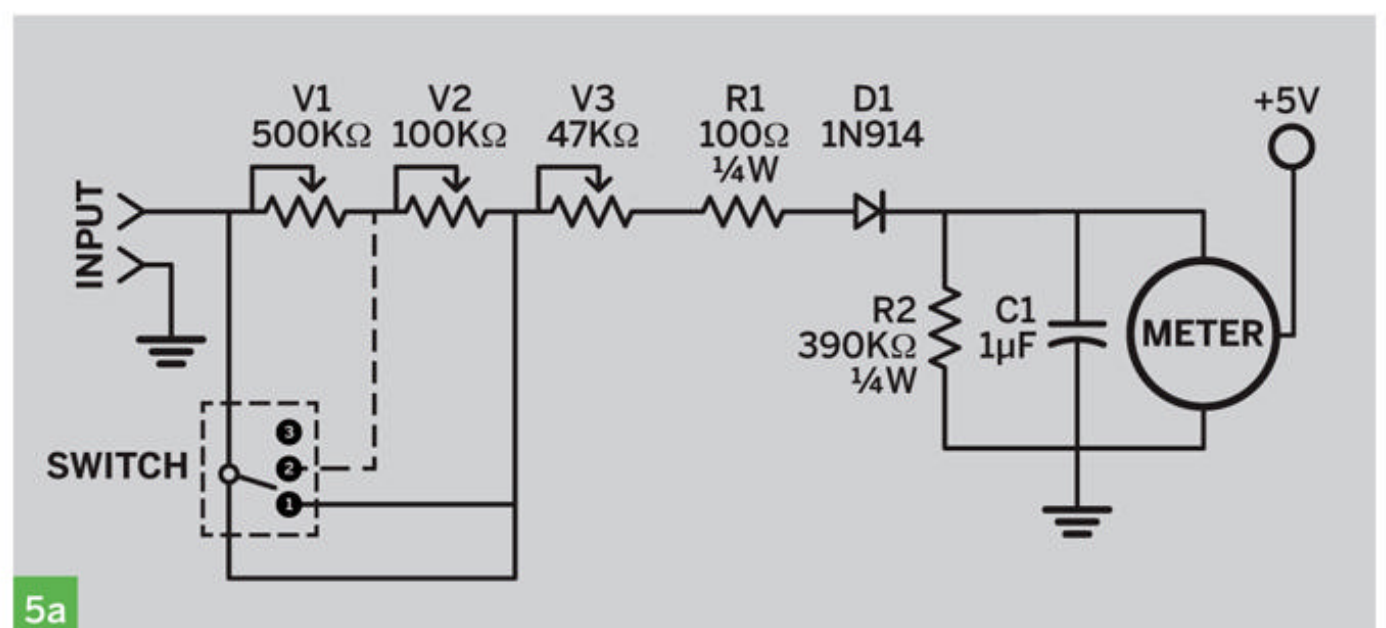 V1
500KΩ
V2
100KΩ
V3
47KΩ
R1
100Ω
¼W
D1
1N914
+5V
INPUT
R2
390KΩ
¼W
C1
1µF
METER
SWITCH
3
2
1
5a